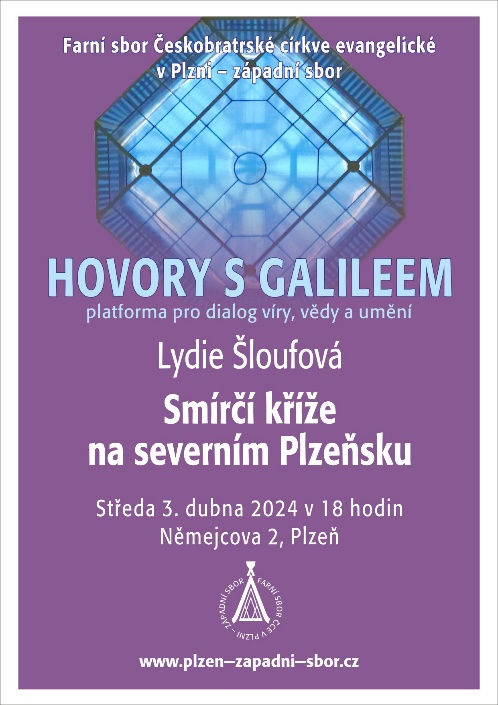 Farní sbor Českobratrské církve evangelické
v Plzni – západní sbor
HOVORY S GALILEEM
platforma pro dialog víry, vědy a umění
Lydie Šloufová
Smírčí kříže
na severním Plzeňsku
Středa 3. dubna 2024 v 18 hodin
Němejcova 2, Plzeň
FARNÍ SBOR ČCE V PLZNI – ZÁPADNÍ SBOR
www.plzen–zapadni–sbor.cz